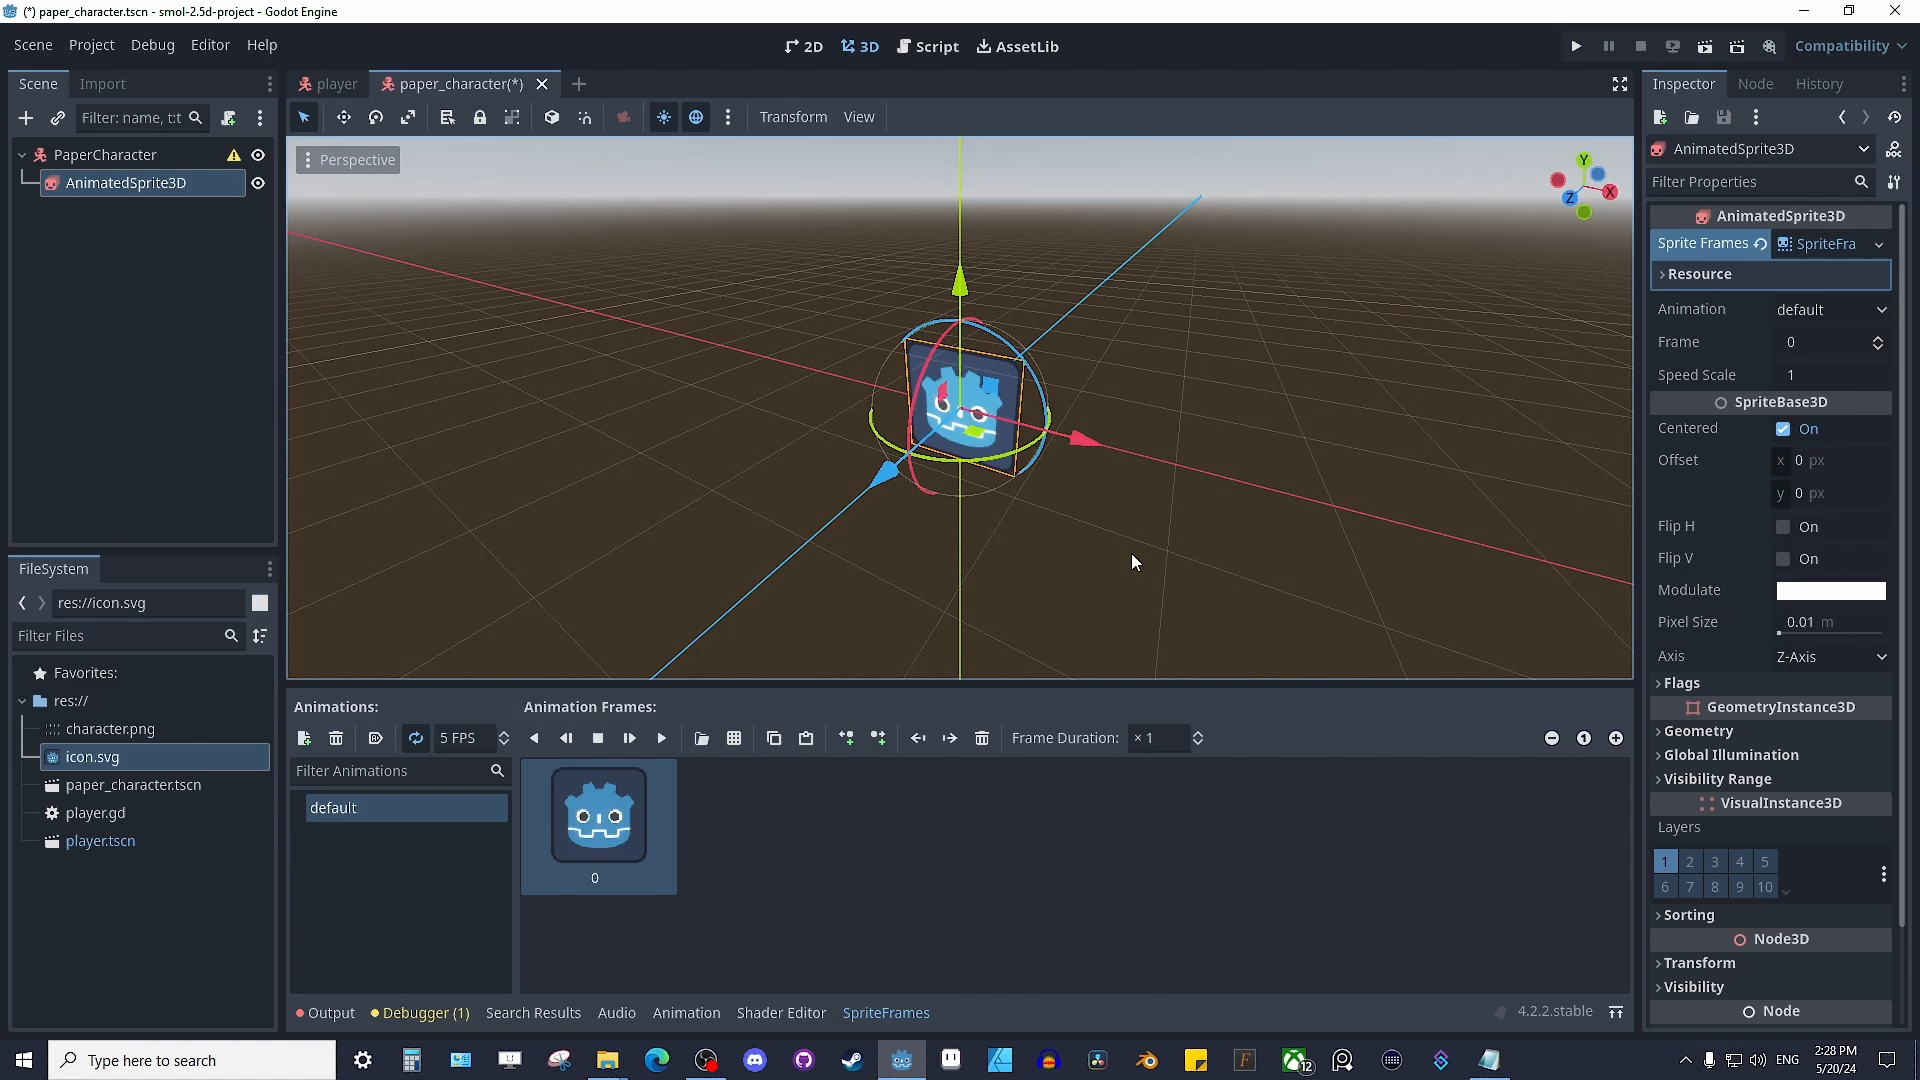 (*) paper_character.tscn - smol-2.5d-project - Godot Engine
Scene Project Debug Editor Help
2D 3D Script AssetLib
Compatibility
Scene Import
player paper_character(*)
Inspector Node History
Filter: name, t:t
Transform View
PaperCharacter
AnimatedSprite3D
Perspective
Y
X
Z
AnimatedSprite3D
Filter Properties
AnimatedSprite3D
Sprite Frames SpriteFra
Resource
Animation default
Frame 0
Speed Scale 1
SpriteBase3D
Centered On
Offset x 0 px
y 0 px
Flip H On
Flip V On
Modulate
Pixel Size 0.01 m
Axis Z-Axis
Flags
GeometryInstance3D
Geometry
Global Illumination
Visibility Range
VisualInstance3D
Layers
1 2 3 4 5
6 7 8 9 10
Sorting
Node3D
Transform
Visibility
Node
FileSystem
res://icon.svg
Filter Files
Favorites:
res://
character.png
icon.svg
paper_character.tscn
player.gd
player.tscn
Animations:
5 FPS
Filter Animations
default
Animation Frames:
Frame Duration: × 1
0
Output Debugger (1) Search Results Audio Animation Shader Editor SpriteFrames
4.2.2.stable
Type here to search
12
ENG
2:28 PM
5/20/24